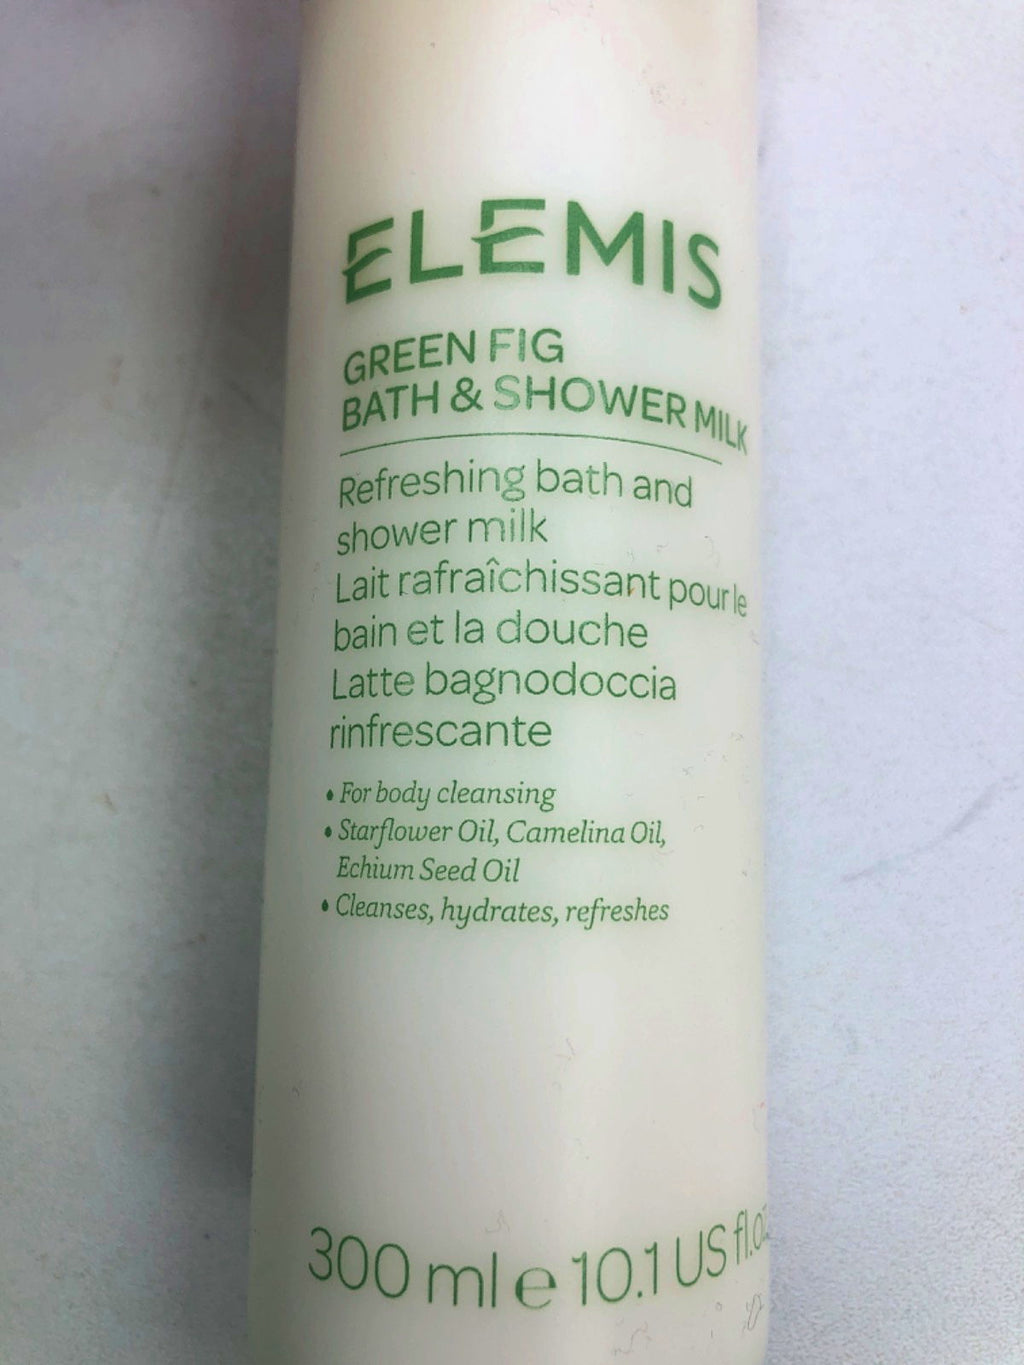 ELEMIS
GREEN FIG
BATH & SHOWER MILK
Refreshing bath and
shower milk
Lait rafraîchissant pour le
bain et la douche
Latte bagnodoccia
rinfrescante
• For body cleansing
• Starflower Oil, Camelina Oil,
Echium Seed Oil
• Cleanses, hydrates, refreshes
300 ml e 10.1 US fl.oz